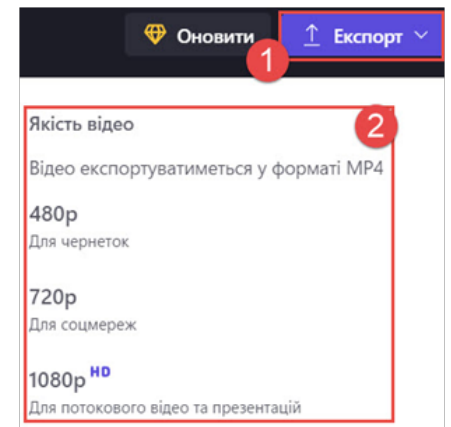 Оновити
Експорт
1
Якість відео
2
Відео експортуватиметься у форматі MP4
480p
Для чернеток
720p
Для соцмереж
1080p HD
Для потокового відео та презентацій